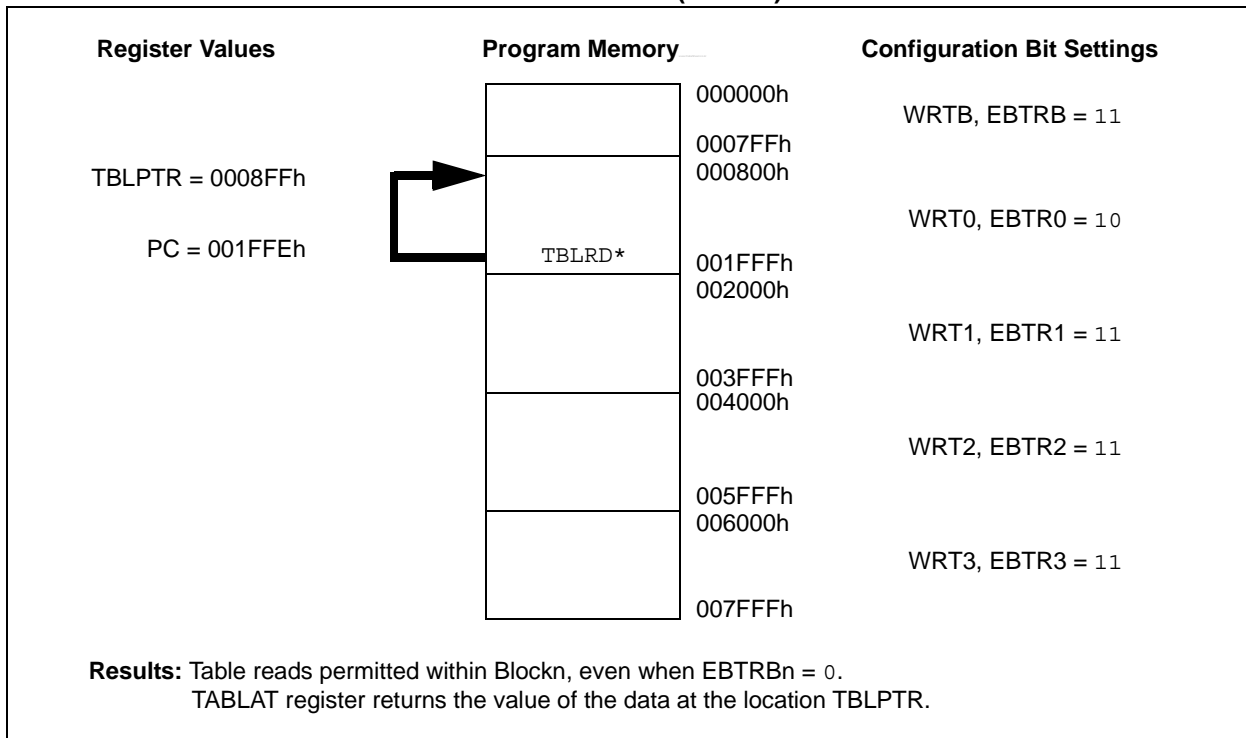 Register Values Program Memory Configuration Bit Settings
000000h
WRTB, EBTRB = 11
0007FFh
TBLPTR = 0008FFh
000800h
WRT0, EBTR0 = 10
PC = 001FFEh
TBLRD*
001FFFh
002000h
WRT1, EBTR1 = 11
003FFFh
004000h
WRT2, EBTR2 = 11
005FFFh
006000h
WRT3, EBTR3 = 11
007FFFh
Results: Table reads permitted within Blockn, even when EBTRBn = 0.
TABLAT register returns the value of the data at the location TBLPTR.